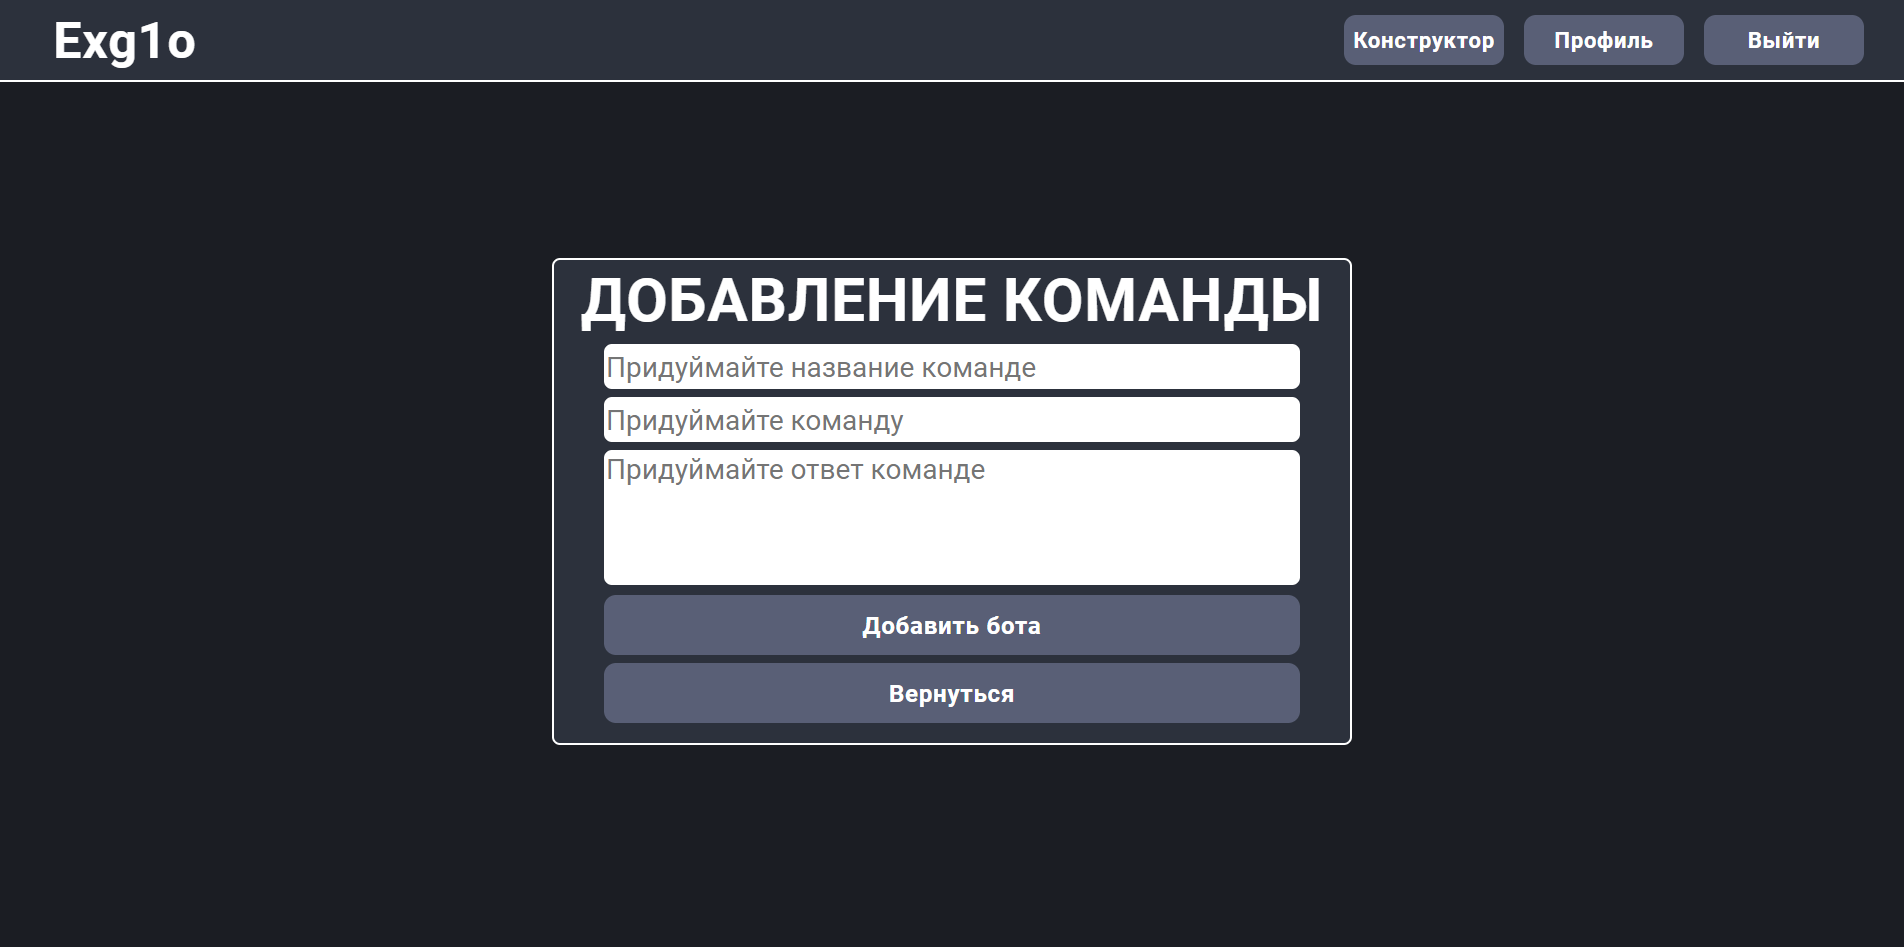 Exg1o
Конструктор
Профиль
Выйти
ДОБАВЛЕНИЕ КОМАНДЫ
Придуймайте название команде
Придуймайте команду
Придуймайте ответ команде
Добавить бота
Вернуться